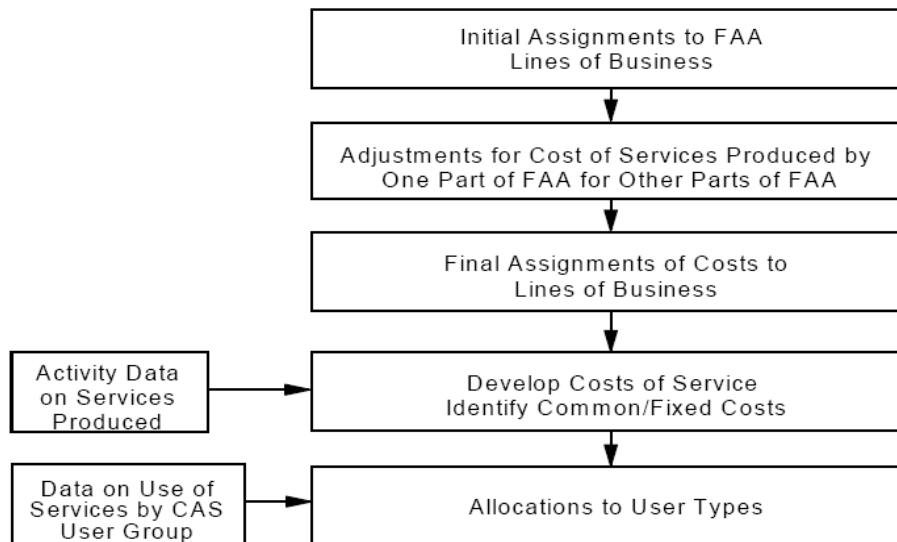 Initial Assignments to FAA
Lines of Business
Adjustments for Cost of Services Produced by
One Part of FAA for Other Parts of FAA
Final Assignments of Costs to
Lines of Business
Activity Data
on Services
Produced
Develop Costs of Service
Identify Common/Fixed Costs
Data on Use of
Services by CAS
User Group
Allocations to User Types